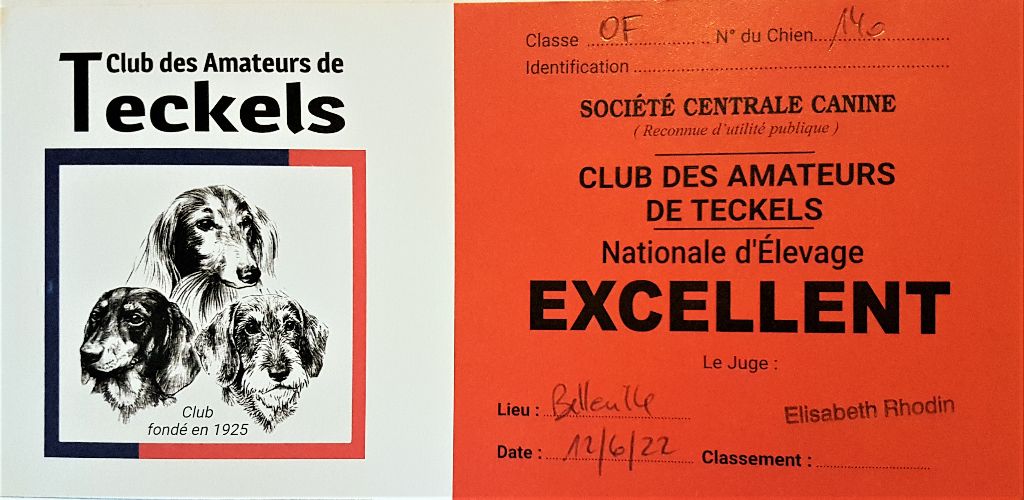 Club des Amateurs de
Teckels
Club
fondé en 1925
Classe OF N° du Chien 140
Identification
SOCIÉTÉ CENTRALE CANINE
( Reconnue d'utilité publique )
CLUB DES AMATEURS
DE TECKELS
Nationale d'Élevage
EXCELLENT
Le Juge :
Lieu : Belleville
Elisabeth Rhodin
Date : 12/6/22 Classement :